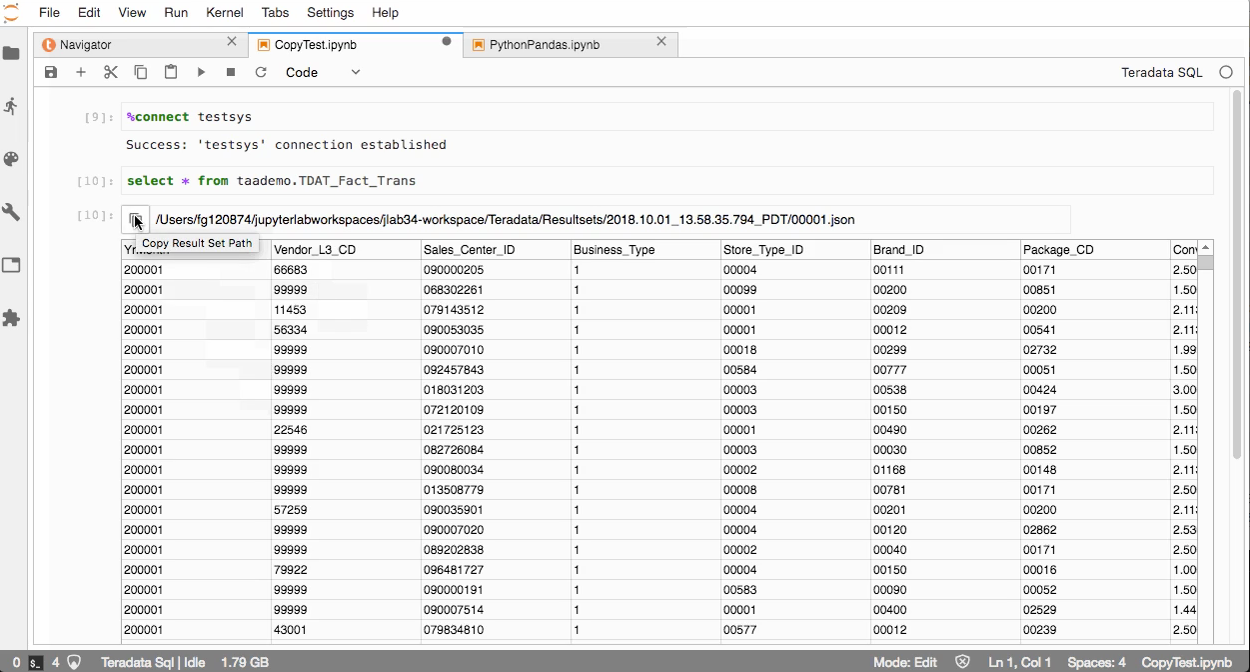 File Edit View Run Kernel Tabs Settings Help
Navigator CopyTest.ipynb PythonPandas.ipynb
Code Teradata SQL
[9]: %connect testsys
Success: 'testsys' connection established
[10]: select * from taademo.TDAT_Fact_Trans
[10]: /Users/fg120874/jupyterlabworkspaces/jlab34-workspace/Teradata/Resultsets/2018.10.01_13.58.35.794_PDT/00001.json
Copy Result Set Path
Vendor_L3_CD Sales_Center_ID Business_Type Store_Type_ID Brand_ID Package_CD
200001 66683 090000205 1 00004 00111 00171 2.50
200001 99999 068302261 1 00099 00200 00851 1.50
200001 11453 079143512 1 00001 00209 00200 2.11
200001 56334 090053035 1 00001 00012 00541 2.11
200001 99999 090007010 1 00018 00299 02732 1.99
200001 99999 092457843 1 00584 00777 00051 1.50
200001 99999 018031203 1 00003 00538 00424 3.00
200001 99999 072120109 1 00003 00150 00197 1.50
200001 22546 021725123 1 00001 00490 00262 2.11
200001 99999 082726084 1 00003 00030 00852 1.50
200001 99999 090080034 1 00002 01168 00148 2.11
200001 99999 013508779 1 00008 00781 00171 2.50
200001 57259 090035901 1 00004 00201 00200 2.11
200001 99999 090007020 1 00004 00120 02862 2.53
200001 99999 089202838 1 00002 00040 00171 2.50
200001 79922 096481727 1 00004 00150 00016 1.00
200001 99999 090000191 1 00583 00090 00052 1.50
200001 99999 090007514 1 00001 00400 02529 1.44
200001 43001 079834810 1 00577 00012 00239 2.50
0 4 Teradata Sql | Idle 1.79 GB Mode: Edit Ln 1, Col 1 Spaces: 4 CopyTest.ipynb